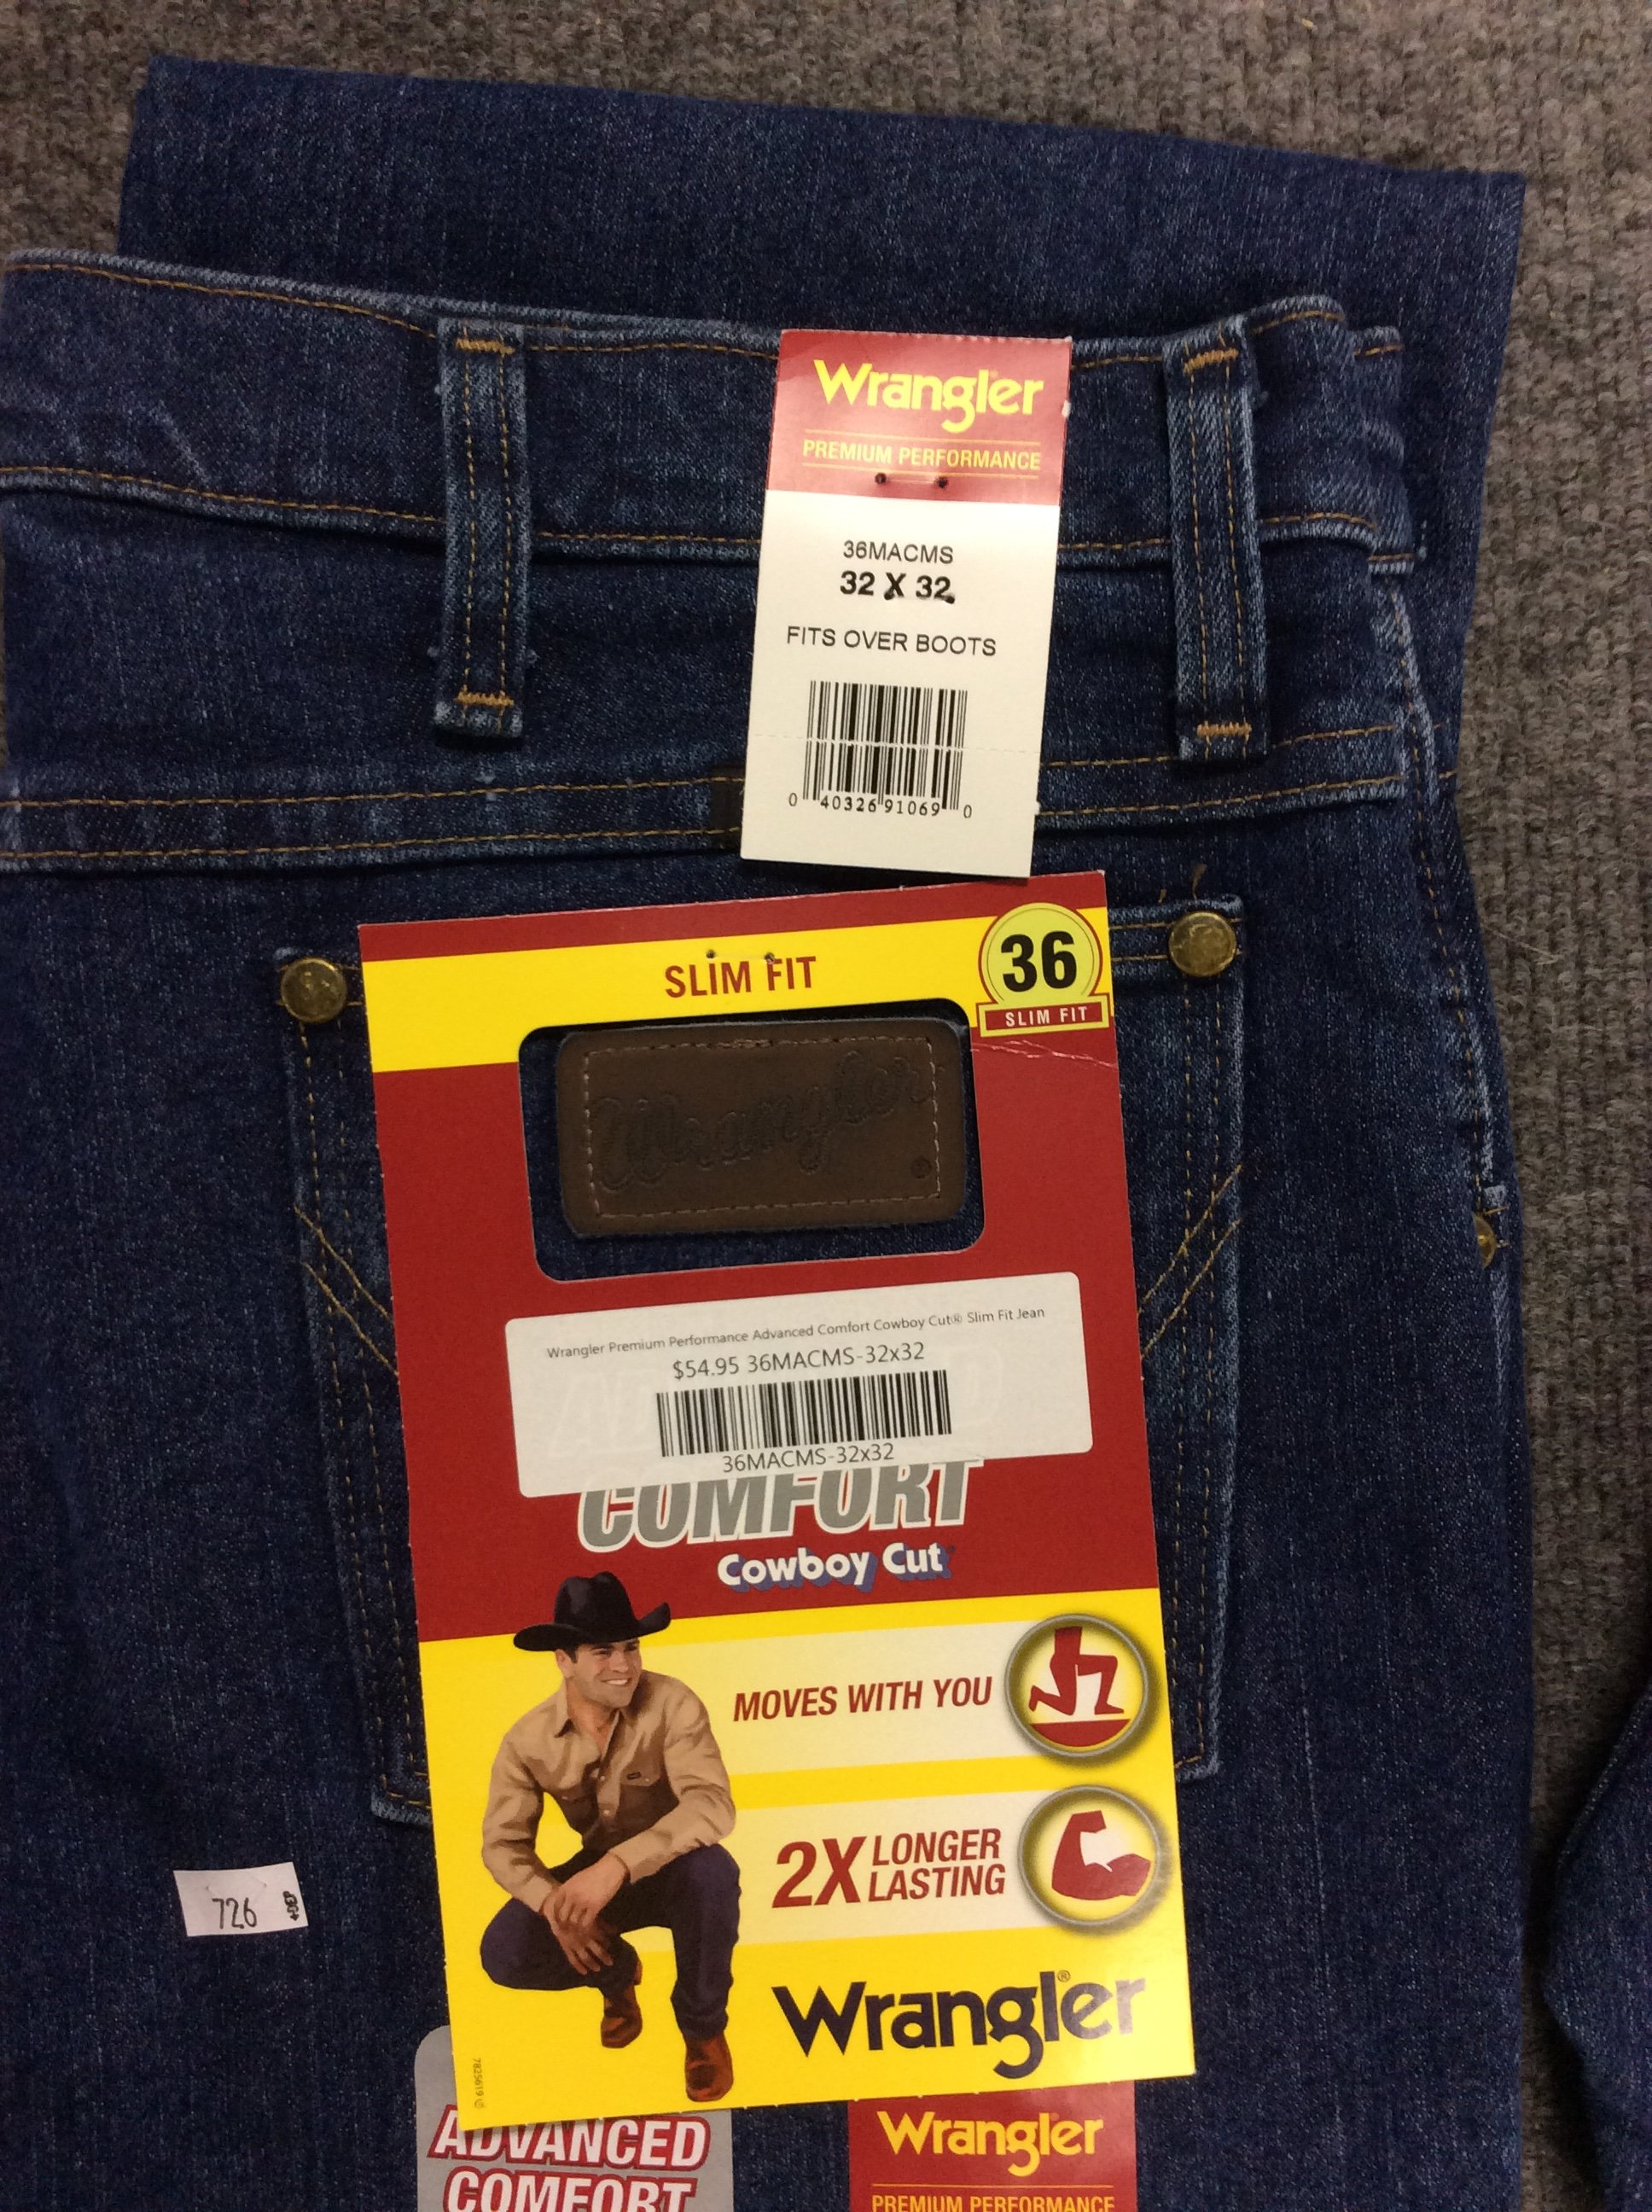 Wrangler
PREMIUM PERFORMANCE
36MACMS
32 X 32
FITS OVER BOOTS
0 40326 91069 0
SLIM FIT
36
SLIM FIT
Wrangler
®
Wrangler Premium Performance Advanced Comfort Cowboy Cut® Slim Fit Jean
$54.95 36MACMS-32x32
36MACMS-32x32
COMFORT
Cowboy Cut
MOVES WITH YOU
2X LONGER
LASTING
Wrangler®
726
7825619
ADVANCED
COMFORT
Wrangler
PREMIUM PERFORMANCE